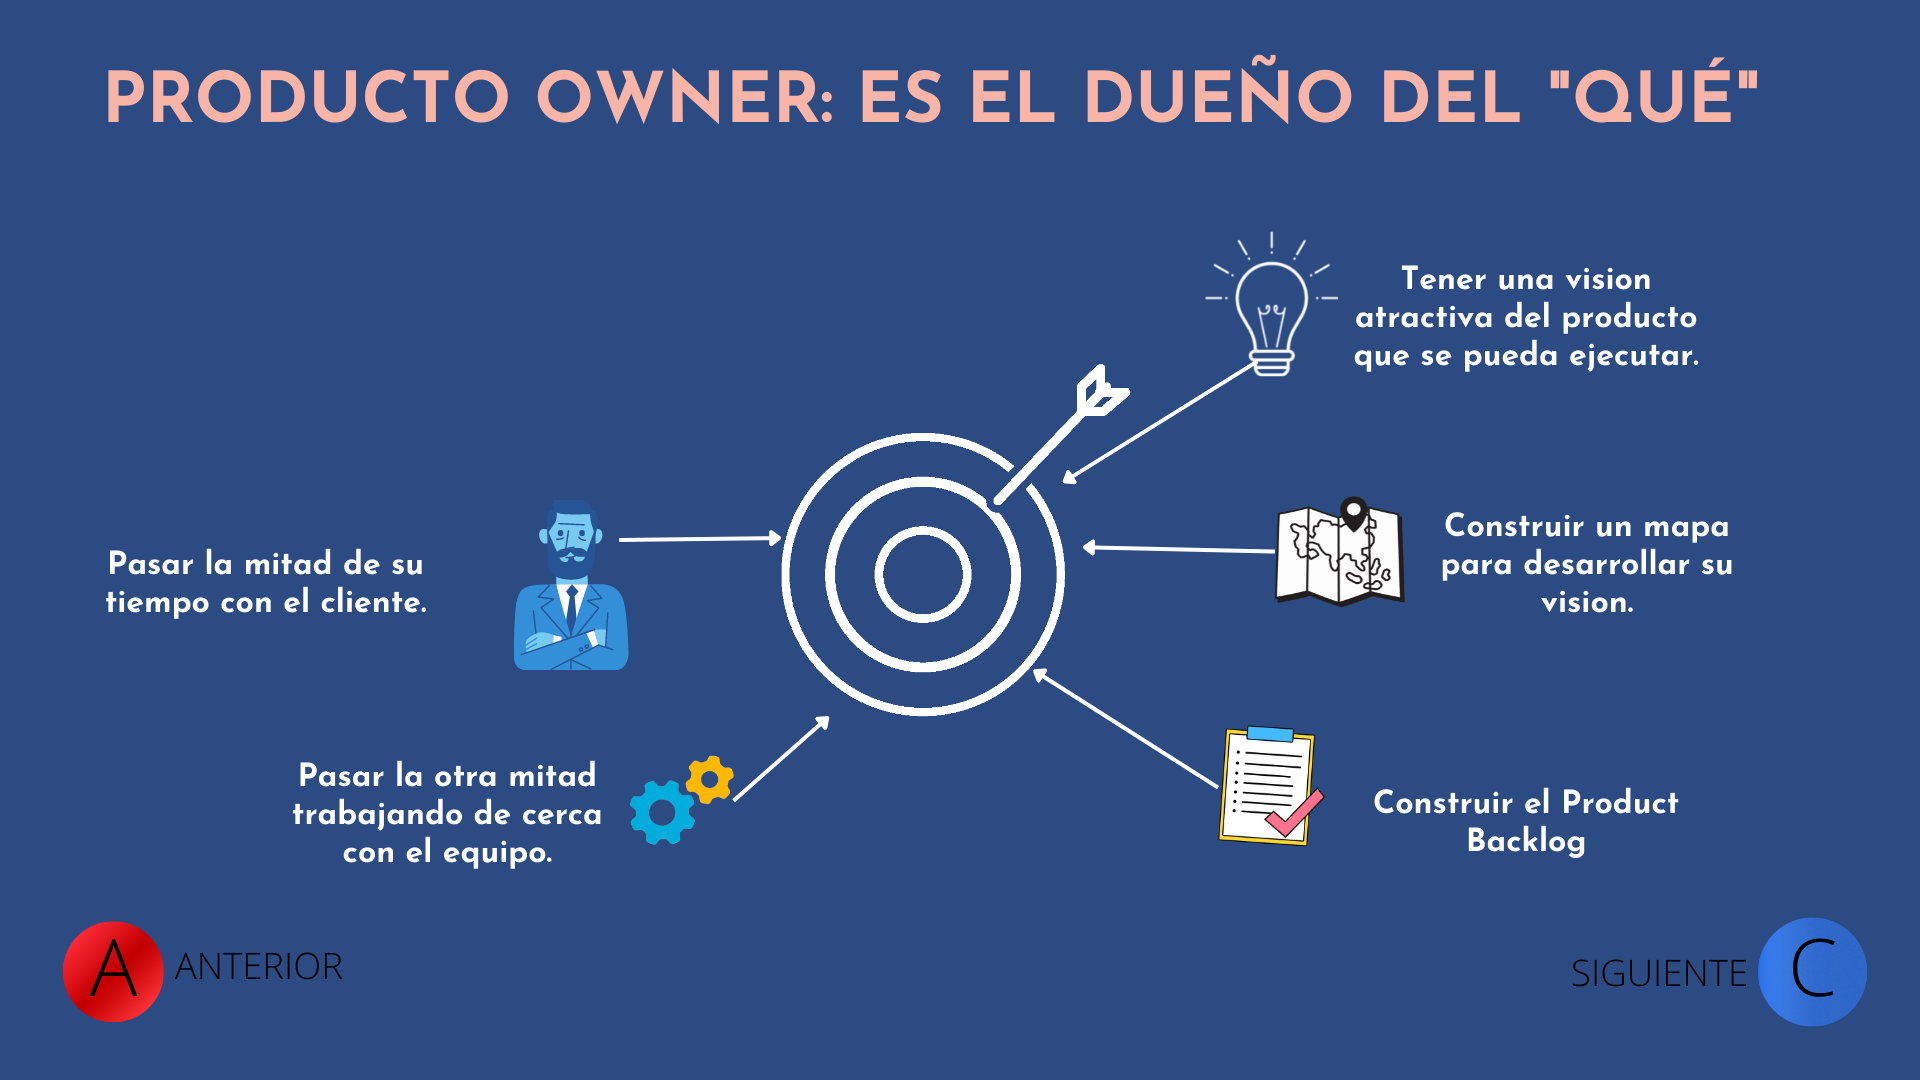 PRODUCTO OWNER: ES EL DUEÑO DEL "QUÉ"
Tener una vision
atractiva del producto
que se pueda ejecutar.
Construir un mapa
para desarrollar su
vision.
Pasar la mitad de su
tiempo con el cliente.
Pasar la otra mitad
trabajando de cerca
con el equipo.
Construir el Product
Backlog
A ANTERIOR
SIGUIENTE C